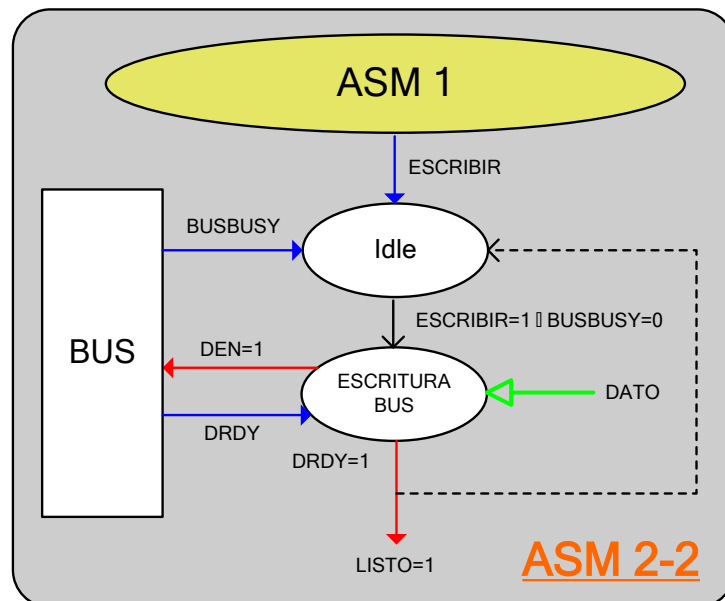 ASM 1
ESCRIBIR
BUSBUSY
Idle
ESCRIBIR=1 ▯ BUSBUSY=0
BUS
DEN=1
ESCRITURA
BUS
DATO
DRDY
DRDY=1
LISTO=1
ASM 2-2